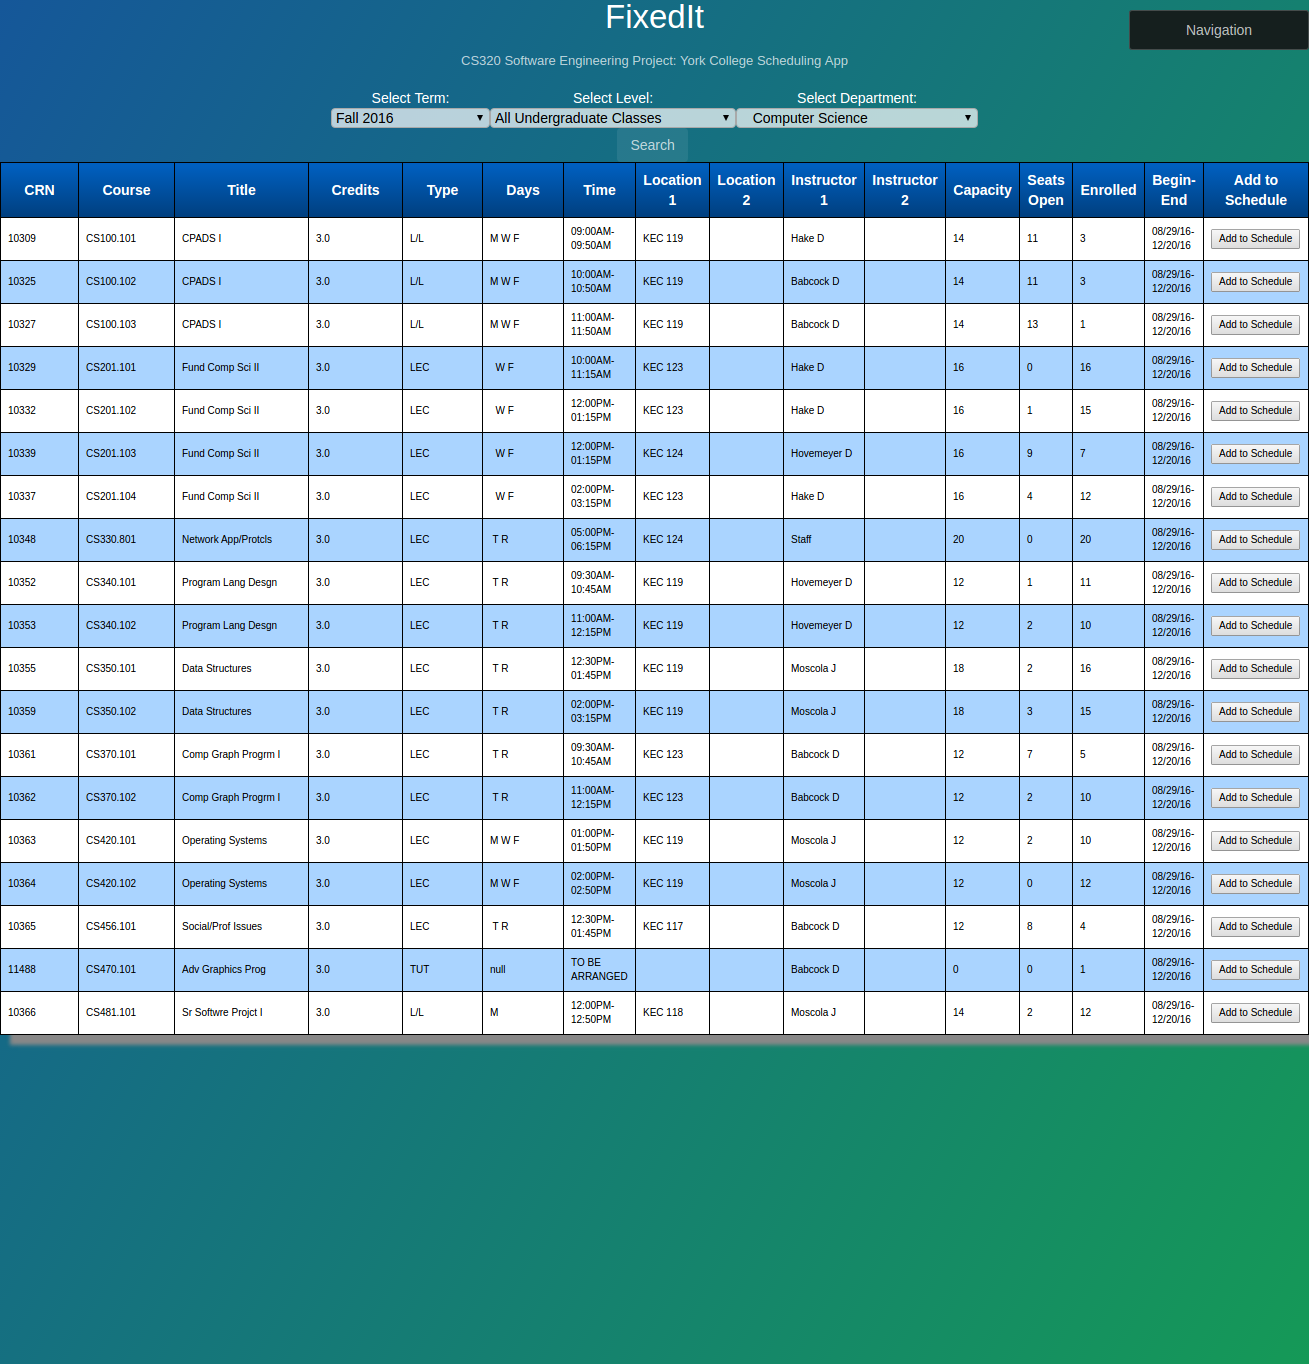 FixedIt
Navigation
CS320 Software Engineering Project: York College Scheduling App
Select Term: Select Level: Select Department:
Fall 2016 All Undergraduate Classes Computer Science
Search
CRN Course Title Credits Type Days Time Location 1 Location 2 Instructor 1 Instructor 2 Capacity Seats Open Enrolled Begin-End Add to Schedule
10309 CS100.101 CPADS I 3.0 L/L M W F 09:00AM-09:50AM KEC 119 Hake D 14 11 3 08/29/16-12/20/16 Add to Schedule
10325 CS100.102 CPADS I 3.0 L/L M W F 10:00AM-10:50AM KEC 119 Babcock D 14 11 3 08/29/16-12/20/16 Add to Schedule
10327 CS100.103 CPADS I 3.0 L/L M W F 11:00AM-11:50AM KEC 119 Babcock D 14 13 1 08/29/16-12/20/16 Add to Schedule
10329 CS201.101 Fund Comp Sci II 3.0 LEC W F 10:00AM-11:15AM KEC 123 Hake D 16 0 16 08/29/16-12/20/16 Add to Schedule
10332 CS201.102 Fund Comp Sci II 3.0 LEC W F 12:00PM-01:15PM KEC 123 Hake D 16 1 15 08/29/16-12/20/16 Add to Schedule
10339 CS201.103 Fund Comp Sci II 3.0 LEC W F 12:00PM-01:15PM KEC 124 Hovemeyer D 16 9 7 08/29/16-12/20/16 Add to Schedule
10337 CS201.104 Fund Comp Sci II 3.0 LEC W F 02:00PM-03:15PM KEC 123 Hake D 16 4 12 08/29/16-12/20/16 Add to Schedule
10348 CS330.801 Network App/Protcls 3.0 LEC T R 05:00PM-06:15PM KEC 124 Staff 20 0 20 08/29/16-12/20/16 Add to Schedule
10352 CS340.101 Program Lang Desgn 3.0 LEC T R 09:30AM-10:45AM KEC 119 Hovemeyer D 12 1 11 08/29/16-12/20/16 Add to Schedule
10353 CS340.102 Program Lang Desgn 3.0 LEC T R 11:00AM-12:15PM KEC 119 Hovemeyer D 12 2 10 08/29/16-12/20/16 Add to Schedule
10355 CS350.101 Data Structures 3.0 LEC T R 12:30PM-01:45PM KEC 119 Moscola J 18 2 16 08/29/16-12/20/16 Add to Schedule
10359 CS350.102 Data Structures 3.0 LEC T R 02:00PM-03:15PM KEC 119 Moscola J 18 3 15 08/29/16-12/20/16 Add to Schedule
10361 CS370.101 Comp Graph Progrm I 3.0 LEC T R 09:30AM-10:45AM KEC 123 Babcock D 12 7 5 08/29/16-12/20/16 Add to Schedule
10362 CS370.102 Comp Graph Progrm I 3.0 LEC T R 11:00AM-12:15PM KEC 123 Babcock D 12 2 10 08/29/16-12/20/16 Add to Schedule
10363 CS420.101 Operating Systems 3.0 LEC M W F 01:00PM-01:50PM KEC 119 Moscola J 12 2 10 08/29/16-12/20/16 Add to Schedule
10364 CS420.102 Operating Systems 3.0 LEC M W F 02:00PM-02:50PM KEC 119 Moscola J 12 0 12 08/29/16-12/20/16 Add to Schedule
10365 CS456.101 Social/Prof Issues 3.0 LEC T R 12:30PM-01:45PM KEC 117 Babcock D 12 8 4 08/29/16-12/20/16 Add to Schedule
11488 CS470.101 Adv Graphics Prog 3.0 TUT null TO BE ARRANGED Babcock D 0 0 1 08/29/16-12/20/16 Add to Schedule
10366 CS481.101 Sr Softwre Projct I 3.0 L/L M 12:00PM-12:50PM KEC 118 Moscola J 14 2 12 08/29/16-12/20/16 Add to Schedule